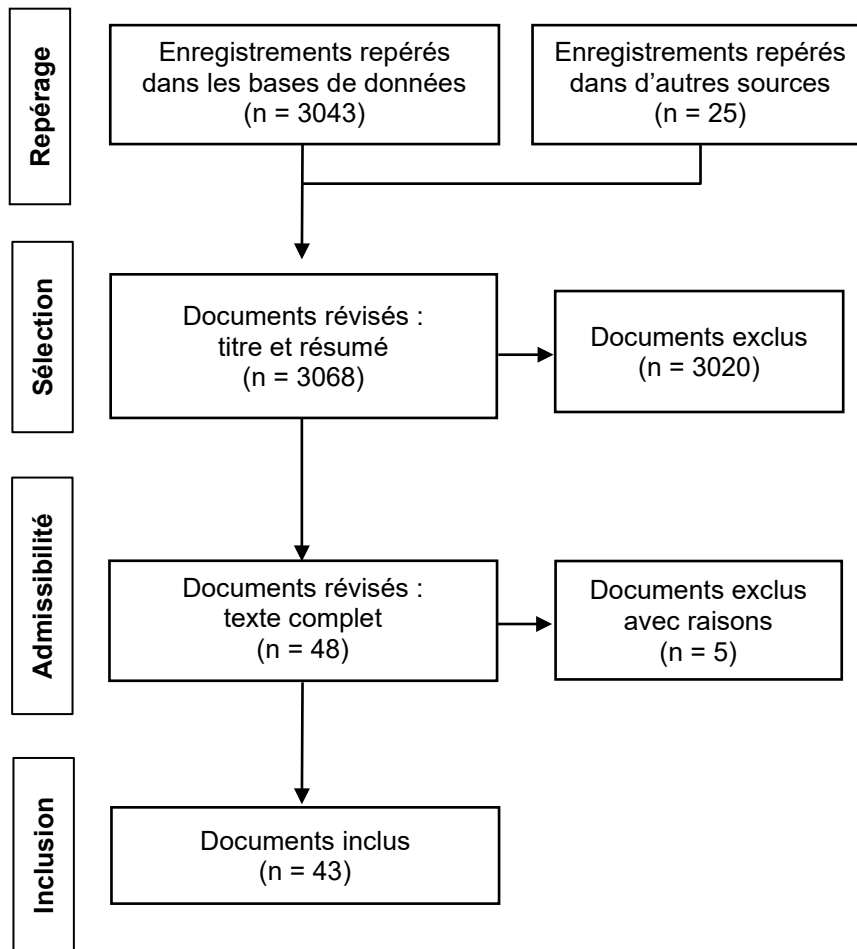 Repérage
Enregistrements repérés
dans les bases de données
(n = 3043)
Enregistrements repérés
dans d’autres sources
(n = 25)
Sélection
Documents révisés :
titre et résumé
(n = 3068)
Documents exclus
(n = 3020)
Admissibilité
Documents révisés :
texte complet
(n = 48)
Documents exclus
avec raisons
(n = 5)
Inclusion
Documents inclus
(n = 43)